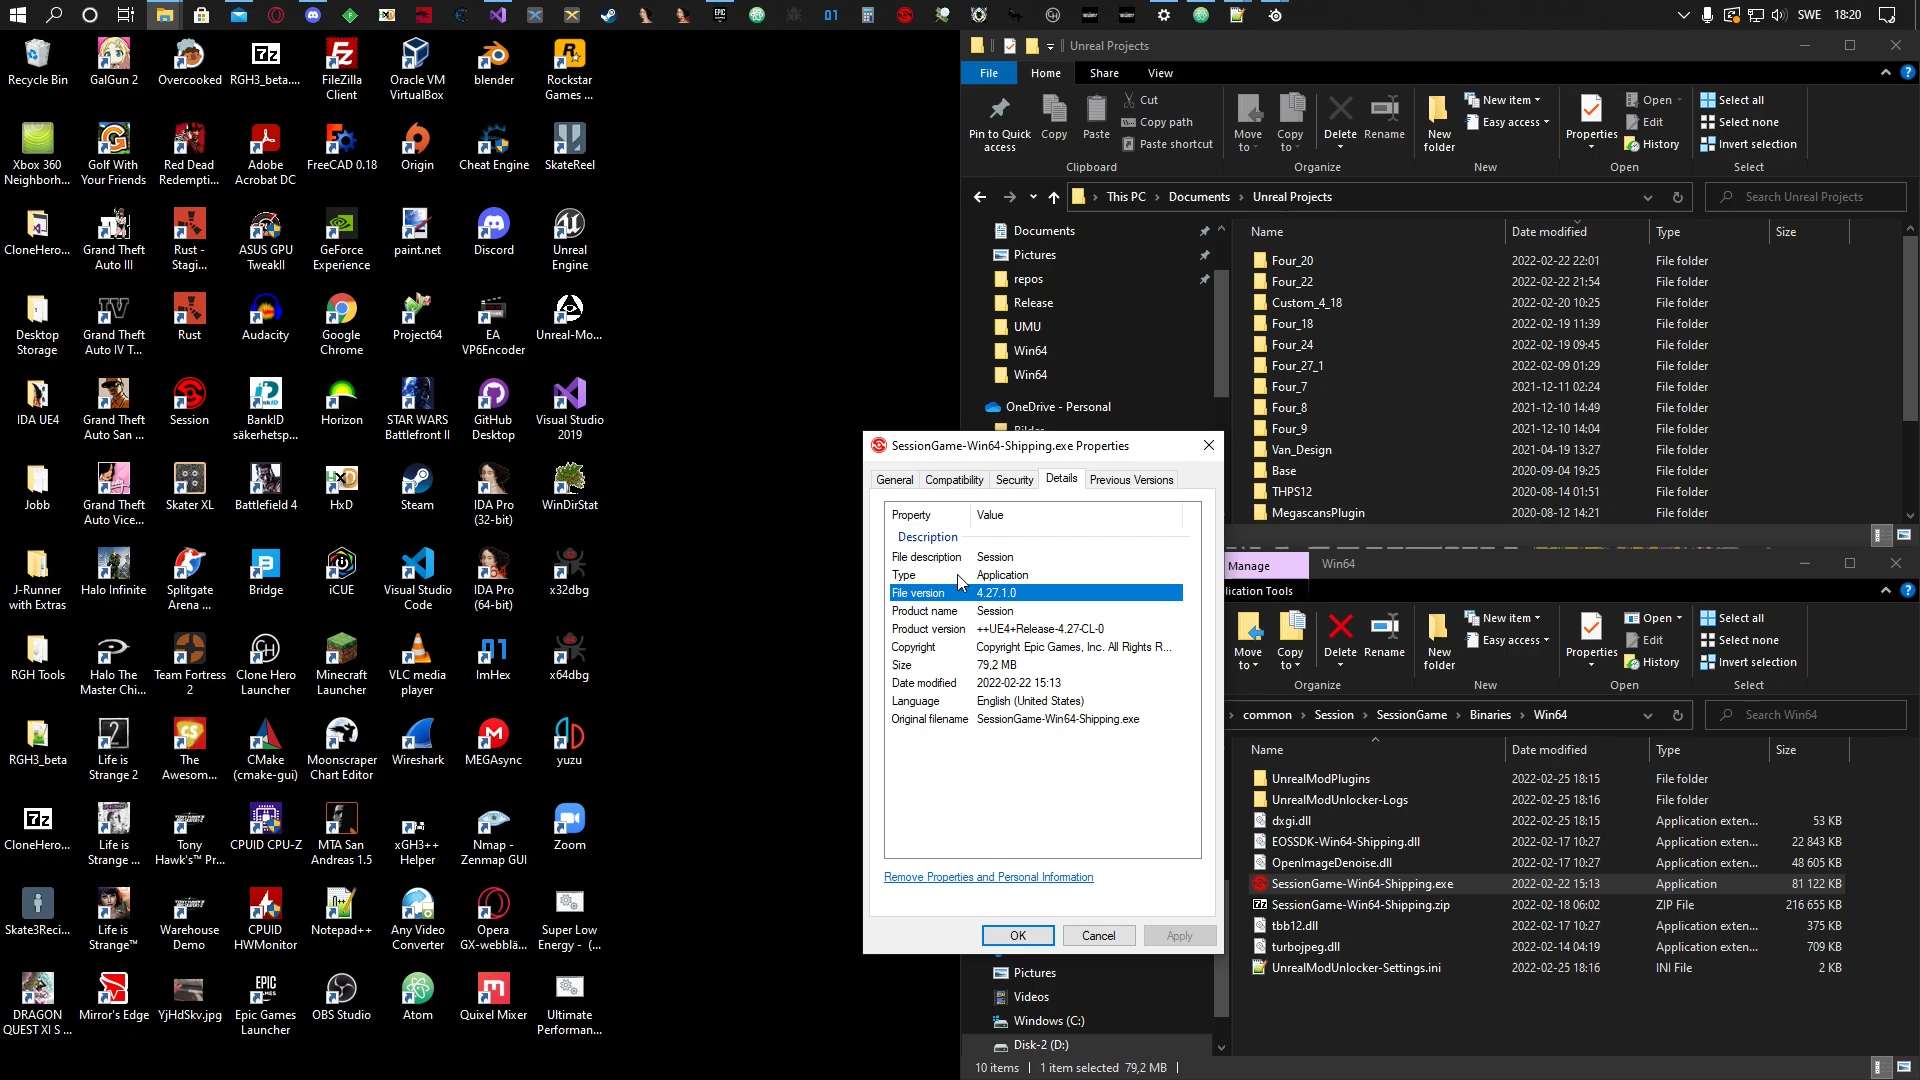 SWE
18:20
Recycle Bin
GalGun 2
Overcooked
RGH3_beta....
FileZilla
Client
Oracle VM
VirtualBox
blender
Rockstar
Games ...
Xbox 360
Neighborh...
Golf With
Your Friends
Red Dead
Redempti...
Adobe
Acrobat DC
FreeCAD 0.18
Origin
Cheat Engine
SkateReel
CloneHero...
Grand Theft
Auto III
Rust -
Stagi...
ASUS GPU
TweakII
GeForce
Experience
paint.net
Discord
Unreal
Engine
Desktop
Storage
Grand Theft
Auto IV T...
Rust
Audacity
Google
Chrome
Project64
EA
VP6Encoder
Unreal-Mo...
IDA UE4
Grand Theft
Auto San ...
Session
BankID
säkerhetsp...
Horizon
STAR WARS
Battlefront II
GitHub
Desktop
Visual Studio
2019
Jobb
Grand Theft
Auto Vice...
Skater XL
Battlefield 4
HxD
Steam
IDA Pro
(32-bit)
WinDirStat
J-Runner
with Extras
Halo Infinite
Splitgate
Arena ...
Bridge
iCUE
Visual Studio
Code
IDA Pro
(64-bit)
x32dbg
RGH Tools
Halo The
Master Chi...
Team Fortress
2
Clone Hero
Launcher
Minecraft
Launcher
VLC media
player
ImHex
x64dbg
RGH3_beta
Life is
Strange 2
The
Awesom...
CMake
(cmake-gui)
Moonscraper
Chart Editor
Wireshark
MEGAsync
yuzu
CloneHero...
Life is
Strange ...
Tony
Hawk's™ Pr...
CPUID CPU-Z
MTA San
Andreas 1.5
xGH3++
Helper
Nmap -
Zenmap GUI
Zoom
Skate3Reci...
Life is
Strange™
Warehouse
Demo
CPUID
HWMonitor
Notepad++
Any Video
Converter
Opera
GX-webblä...
Super Low
Energy - (...
DRAGON
QUEST XI S ...
Mirror's Edge
YjHdSkv.jpg
Epic Games
Launcher
OBS Studio
Atom
Quixel Mixer
Ultimate
Performan...
Unreal Projects
File
Home
Share
View
Pin to Quick
access
Copy
Paste
Cut
Copy path
Paste shortcut
Clipboard
Move
to
Copy
to
Delete
Rename
Organize
New
folder
New item
Easy access
New
Properties
Open
Edit
History
Open
Select all
Select none
Invert selection
Select
This PC
Documents
Unreal Projects
Search Unreal Projects
Documents
Pictures
repos
Release
UMU
Win64
Win64
OneDrive - Personal
Name Date modified Type Size
Four_20 2022-02-22 22:01 File folder
Four_22 2022-02-22 21:54 File folder
Custom_4_18 2022-02-20 10:25 File folder
Four_18 2022-02-19 11:39 File folder
Four_24 2022-02-19 09:45 File folder
Four_27_1 2022-02-09 01:29 File folder
Four_7 2021-12-11 02:24 File folder
Four_8 2021-12-10 14:49 File folder
Four_9 2021-12-10 14:04 File folder
Van_Design 2021-04-19 13:27 File folder
Base 2020-09-04 19:25 File folder
THPS12 2020-08-14 01:51 File folder
MegascansPlugin 2020-08-12 14:21 File folder
SessionGame-Win64-Shipping.exe Properties
General Compatibility Security Details Previous Versions
Property Value
Description
File description Session
Type Application
File version 4.27.1.0
Product name Session
Product version ++UE4+Release-4.27-CL-0
Copyright Copyright Epic Games, Inc. All Rights R...
Size 79,2 MB
Date modified 2022-02-22 15:13
Language English (United States)
Original filename SessionGame-Win64-Shipping.exe
Remove Properties and Personal Information
OK
Cancel
Apply
Manage
Win64
lication Tools
Move
to
Copy
to
Delete
Rename
Organize
New
folder
New item
Easy access
New
Properties
Open
Edit
History
Open
Select all
Select none
Invert selection
Select
common
Session
SessionGame
Binaries
Win64
Search Win64
Name Date modified Type Size
UnrealModPlugins 2022-02-25 18:15 File folder
UnrealModUnlocker-Logs 2022-02-25 18:16 File folder
dxgi.dll 2022-02-25 18:15 Application exten... 53 KB
EOSSDK-Win64-Shipping.dll 2022-02-17 10:27 Application exten... 22 843 KB
OpenImageDenoise.dll 2022-02-17 10:27 Application exten... 48 605 KB
SessionGame-Win64-Shipping.exe 2022-02-22 15:13 Application 81 122 KB
SessionGame-Win64-Shipping.zip 2022-02-18 06:02 ZIP File 216 655 KB
tbb12.dll 2022-02-17 10:27 Application exten... 375 KB
turbojpeg.dll 2022-02-14 04:19 Application exten... 709 KB
UnrealModUnlocker-Settings.ini 2022-02-25 18:16 INI File 2 KB
Pictures
Videos
Windows (C:)
Disk-2 (D:)
10 items
1 item selected 79,2 MB